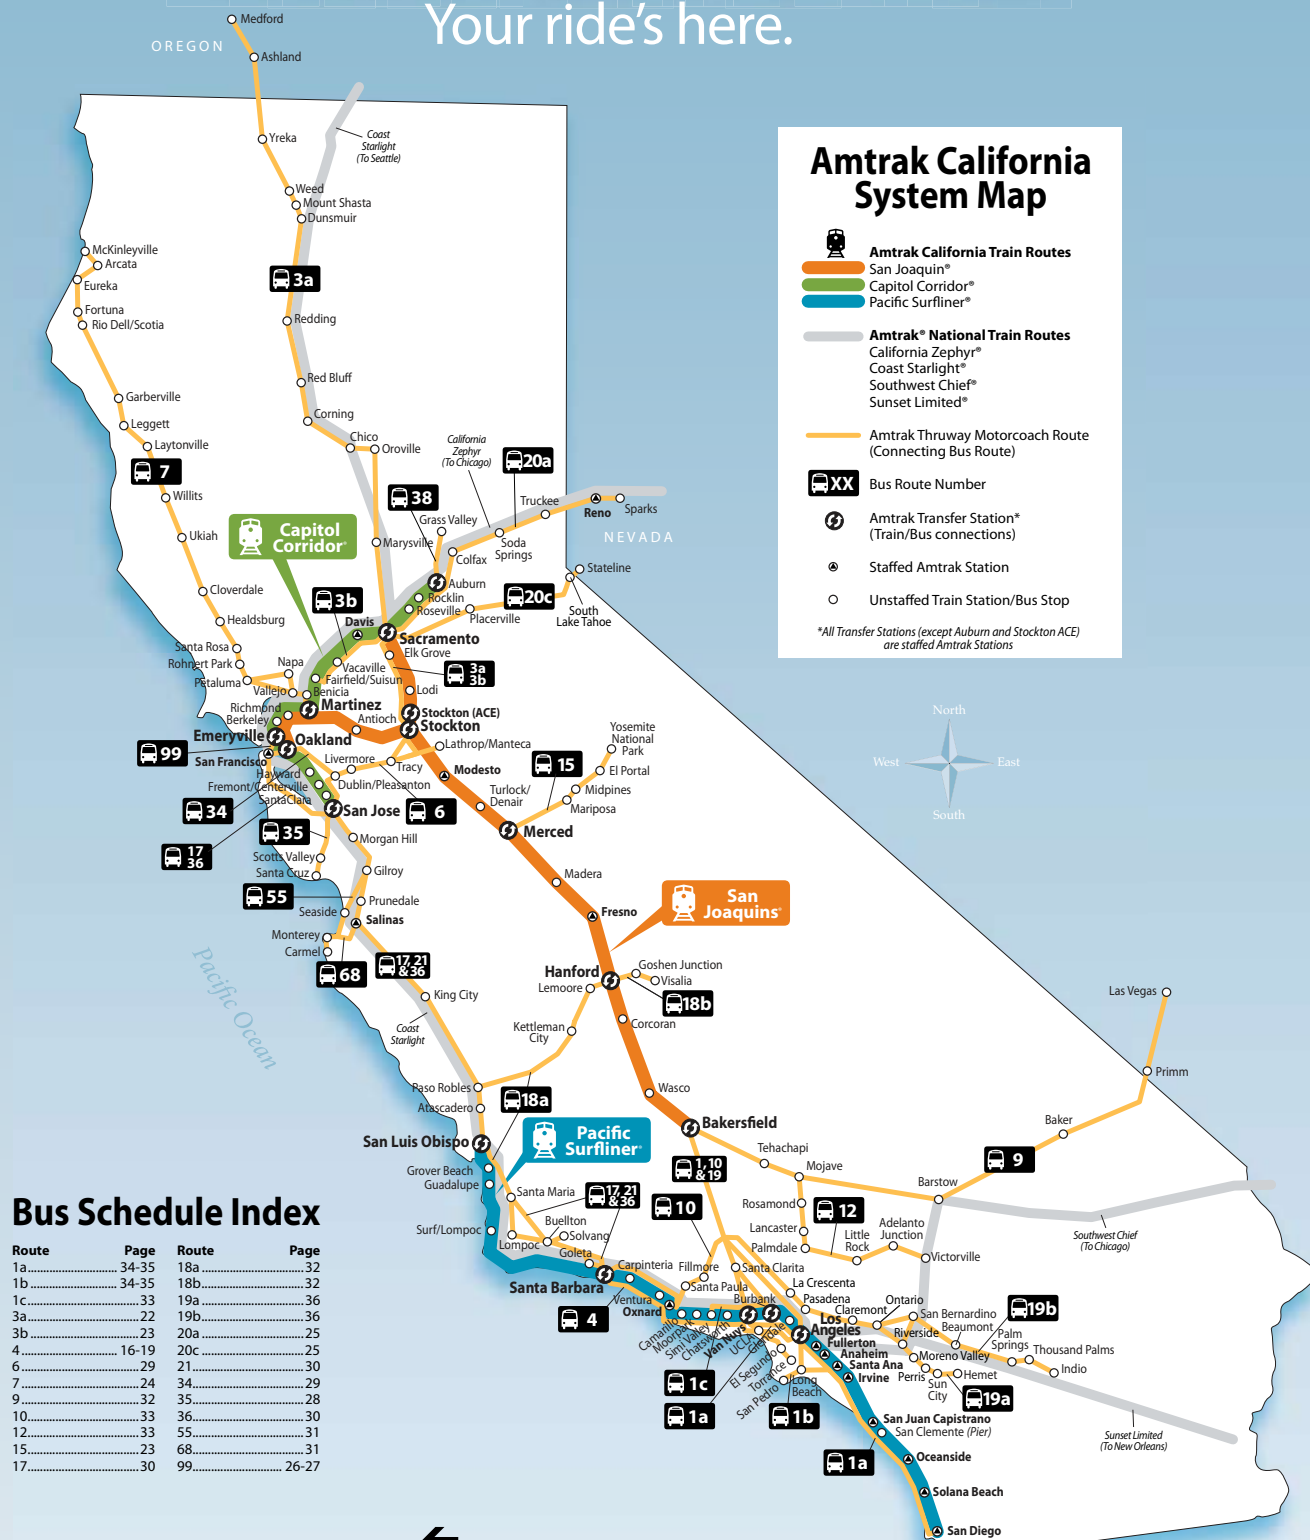 Your ride's here.
OREGON
Medford
Ashland
Yreka
Coast
Starlight
(To Seattle)
Weed
Mount Shasta
Dunsmuir
McKinleyville
Arcata
Eureka
3a
Fortuna
Rio Dell/Scotia
Redding
Red Bluff
Garberville
Corning
Leggett
Laytonville
Chico
Oroville
7
California
Zephyr
(To Chicago)
20a
Willits
38
Truckee
Reno
Sparks
NEVADA
Ukiah
Capitol
Corridor®
Grass Valley
Marysville
Soda
Springs
Colfax
Stateline
Cloverdale
Auburn
Rocklin
Roseville
3b
20c
South
Lake Tahoe
Placerville
Healdsburg
Davis
Sacramento
Elk Grove
Santa Rosa
Rohnert Park
Petaluma
Napa
Vallejo
Vacaville
Fairfield/Suisun
Benicia
3a
3b
Lodi
Martinez
Richmond
Berkeley
Antioch
Stockton (ACE)
Stockton
Emeryville
Oakland
99
San Francisco
Livermore
Tracy
Lathrop/Manteca
Yosemite
National
Park
El Portal
Hayward
Fremont/Centerville
SantaClara
Dublin/Pleasanton
Modesto
15
Midpines
Mariposa
Turlock/
Denair
34
San Jose
6
Merced
35
17
36
Morgan Hill
Scotts Valley
Santa Cruz
Gilroy
Madera
55
Prunedale
Seaside
Salinas
San
Joaquins®
Fresno
Monterey
Carmel
68
17, 21
& 36
Hanford
Lemoore
Goshen Junction
Visalia
18b
King City
Corcoran
Coast
Starlight
Kettleman
City
Pacific Ocean
Las Vegas
Primm
Paso Robles
Atascadero
18a
Wasco
Baker
San Luis Obispo
Pacific
Surfliner®
Bakersfield
Tehachapi
Mojave
9
Grover Beach
Guadalupe
1, 10
& 19
Barstow
Santa Maria
17, 21
& 36
10
Rosamond
12
Surf/Lompoc
Buellton
Solvang
Lompoc
Goleta
Lancaster
Palmdale
Little
Rock
Adelanto
Junction
Victorville
Southwest Chief
(To Chicago)
Santa Barbara
Carpinteria
Fillmore
Santa Paula
Santa Clarita
Ventura
Oxnard
4
Burbank
La Crescenta
Pasadena
Claremont
Ontario
San Bernardino
Beaumont
19b
Camarillo
Moorpark
Simi Valley
Chatsworth
Van Nuys
UCLA
Glendale
Los
Angeles
Riverside
Palm
Springs
Thousand Palms
Indio
Fullerton
Anaheim
Santa Ana
Irvine
Moreno Valley
Perris
Sun
City
Hemet
19a
El Segundo
Torrance
San Pedro
Long
Beach
1c
1a
1b
San Juan Capistrano
San Clemente (Pier)
Sunset Limited
(To New Orleans)
1a
Oceanside
Solana Beach
San Diego
Amtrak California
System Map
Amtrak California Train Routes
San Joaquin®
Capitol Corridor®
Pacific Surfliner®
Amtrak® National Train Routes
California Zephyr®
Coast Starlight®
Southwest Chief®
Sunset Limited®
Amtrak Thruway Motorcoach Route
(Connecting Bus Route)
XX Bus Route Number
Amtrak Transfer Station*
(Train/Bus connections)
Staffed Amtrak Station
Unstaffed Train Station/Bus Stop
*All Transfer Stations (except Auburn and Stockton ACE)
are staffed Amtrak Stations
North
West
East
South
Bus Schedule Index
Route Page Route Page
1a 34-35 18a 32
1b 34-35 18b 32
1c 33 19a 36
3a 22 19b 36
3b 23 20a 25
4 16-19 20c 25
6 29 21 30
7 24 34 29
9 32 35 28
10 33 36 30
12 33 55 31
15 23 68 31
17 30 99 26-27